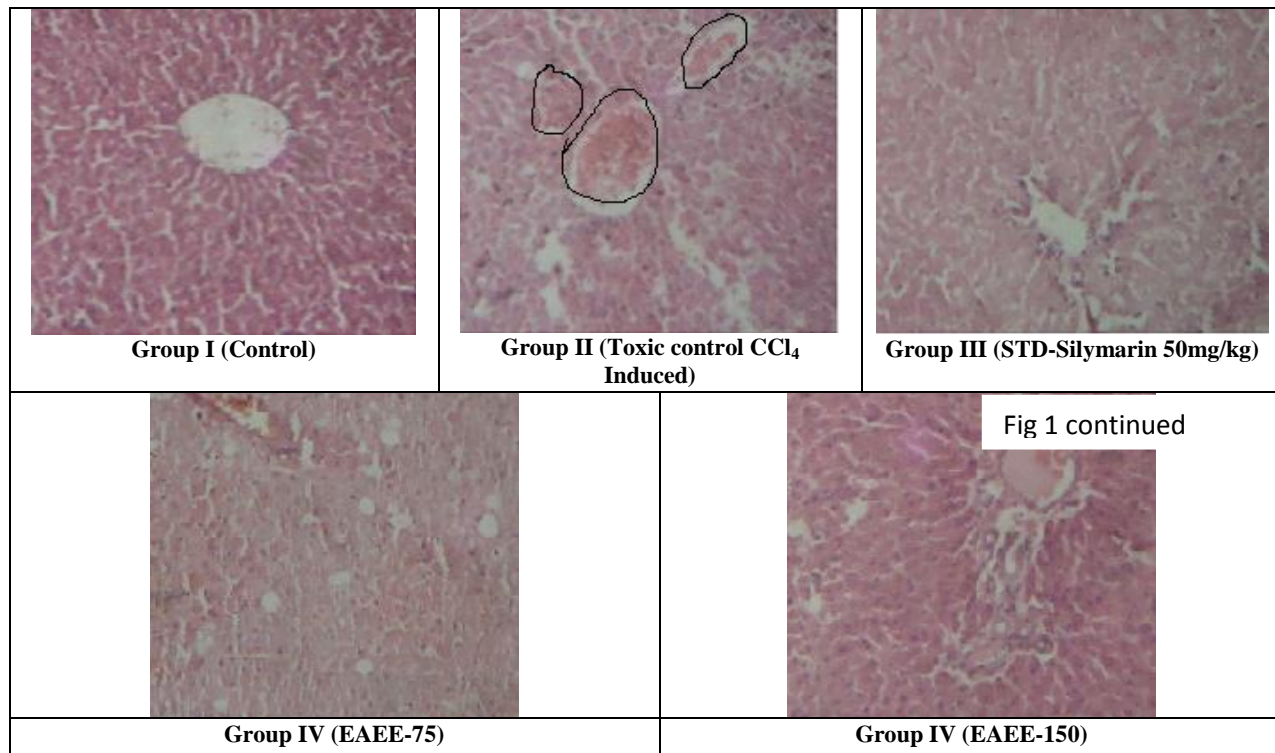 Group I (Control)
Group II (Toxic control CCl₄
Induced)
Group III (STD-Silymarin 50mg/kg)
Fig 1 continued
Group IV (EAEE-75)
Group IV (EAEE-150)